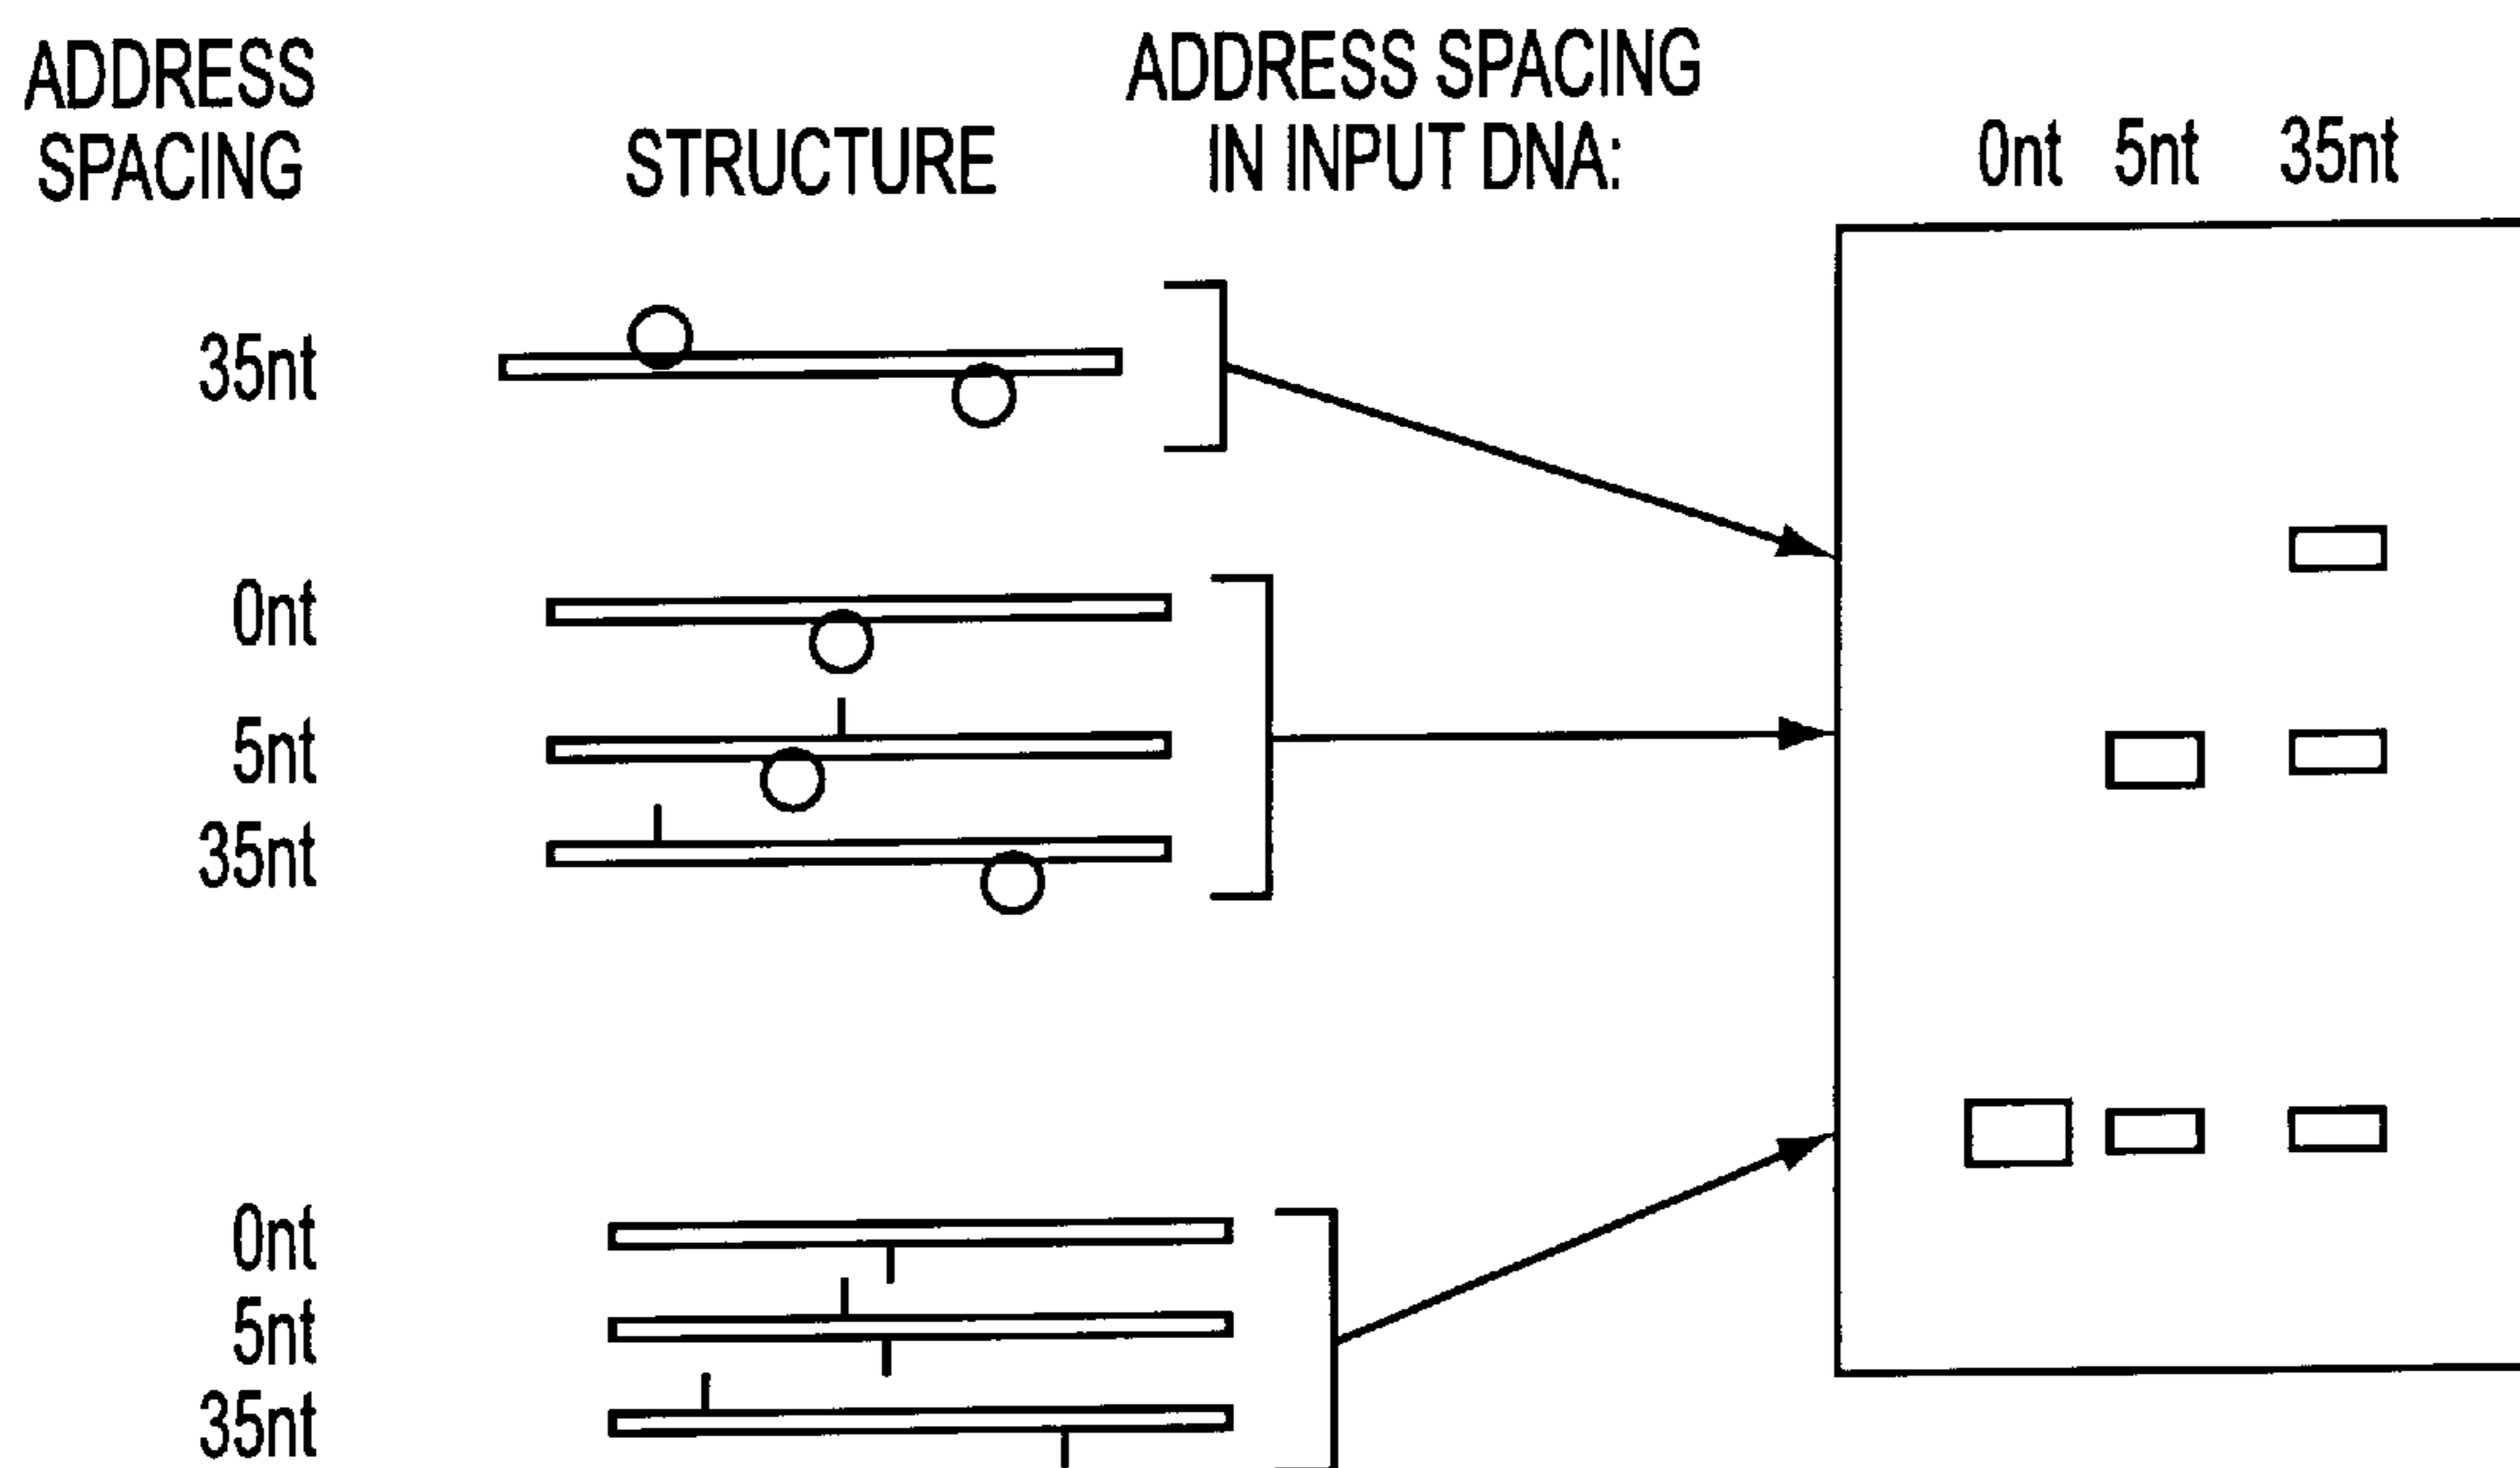 ADDRESS
SPACING
STRUCTURE
ADDRESS SPACING
IN INPUT DNA:
0nt 5nt 35nt
35nt
0nt
5nt
35nt
0nt
5nt
35nt